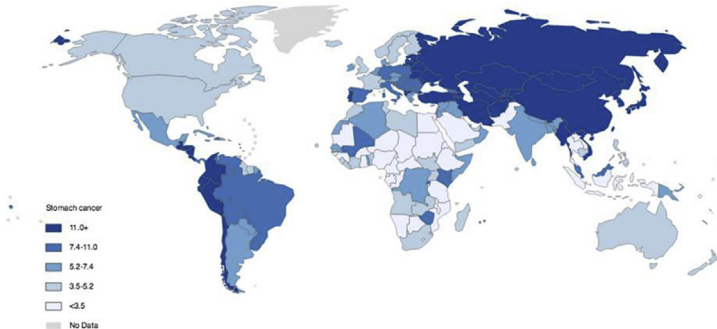 Stomach cancer
11.0+
7.4-11.0
5.2-7.4
3.5-5.2
<3.5
No Data